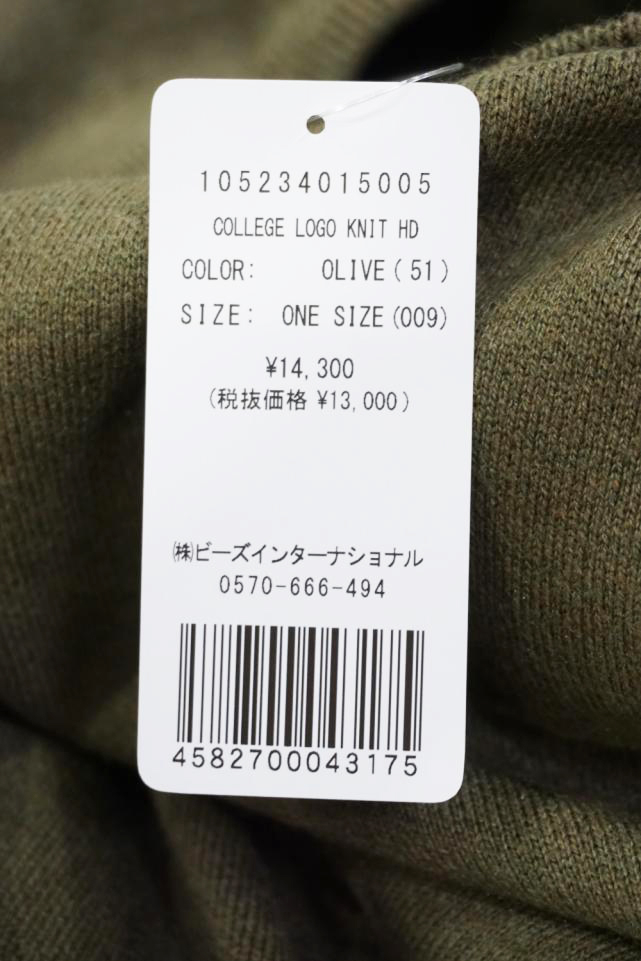 105234015005
COLLEGE LOGO KNIT HD
COLOR: OLIVE(51)
SIZE: ONE SIZE(009)
¥14,300
(税抜価格 ¥13,000)
㈱ビーズインターナショナル
0570-666-494
4582700043175